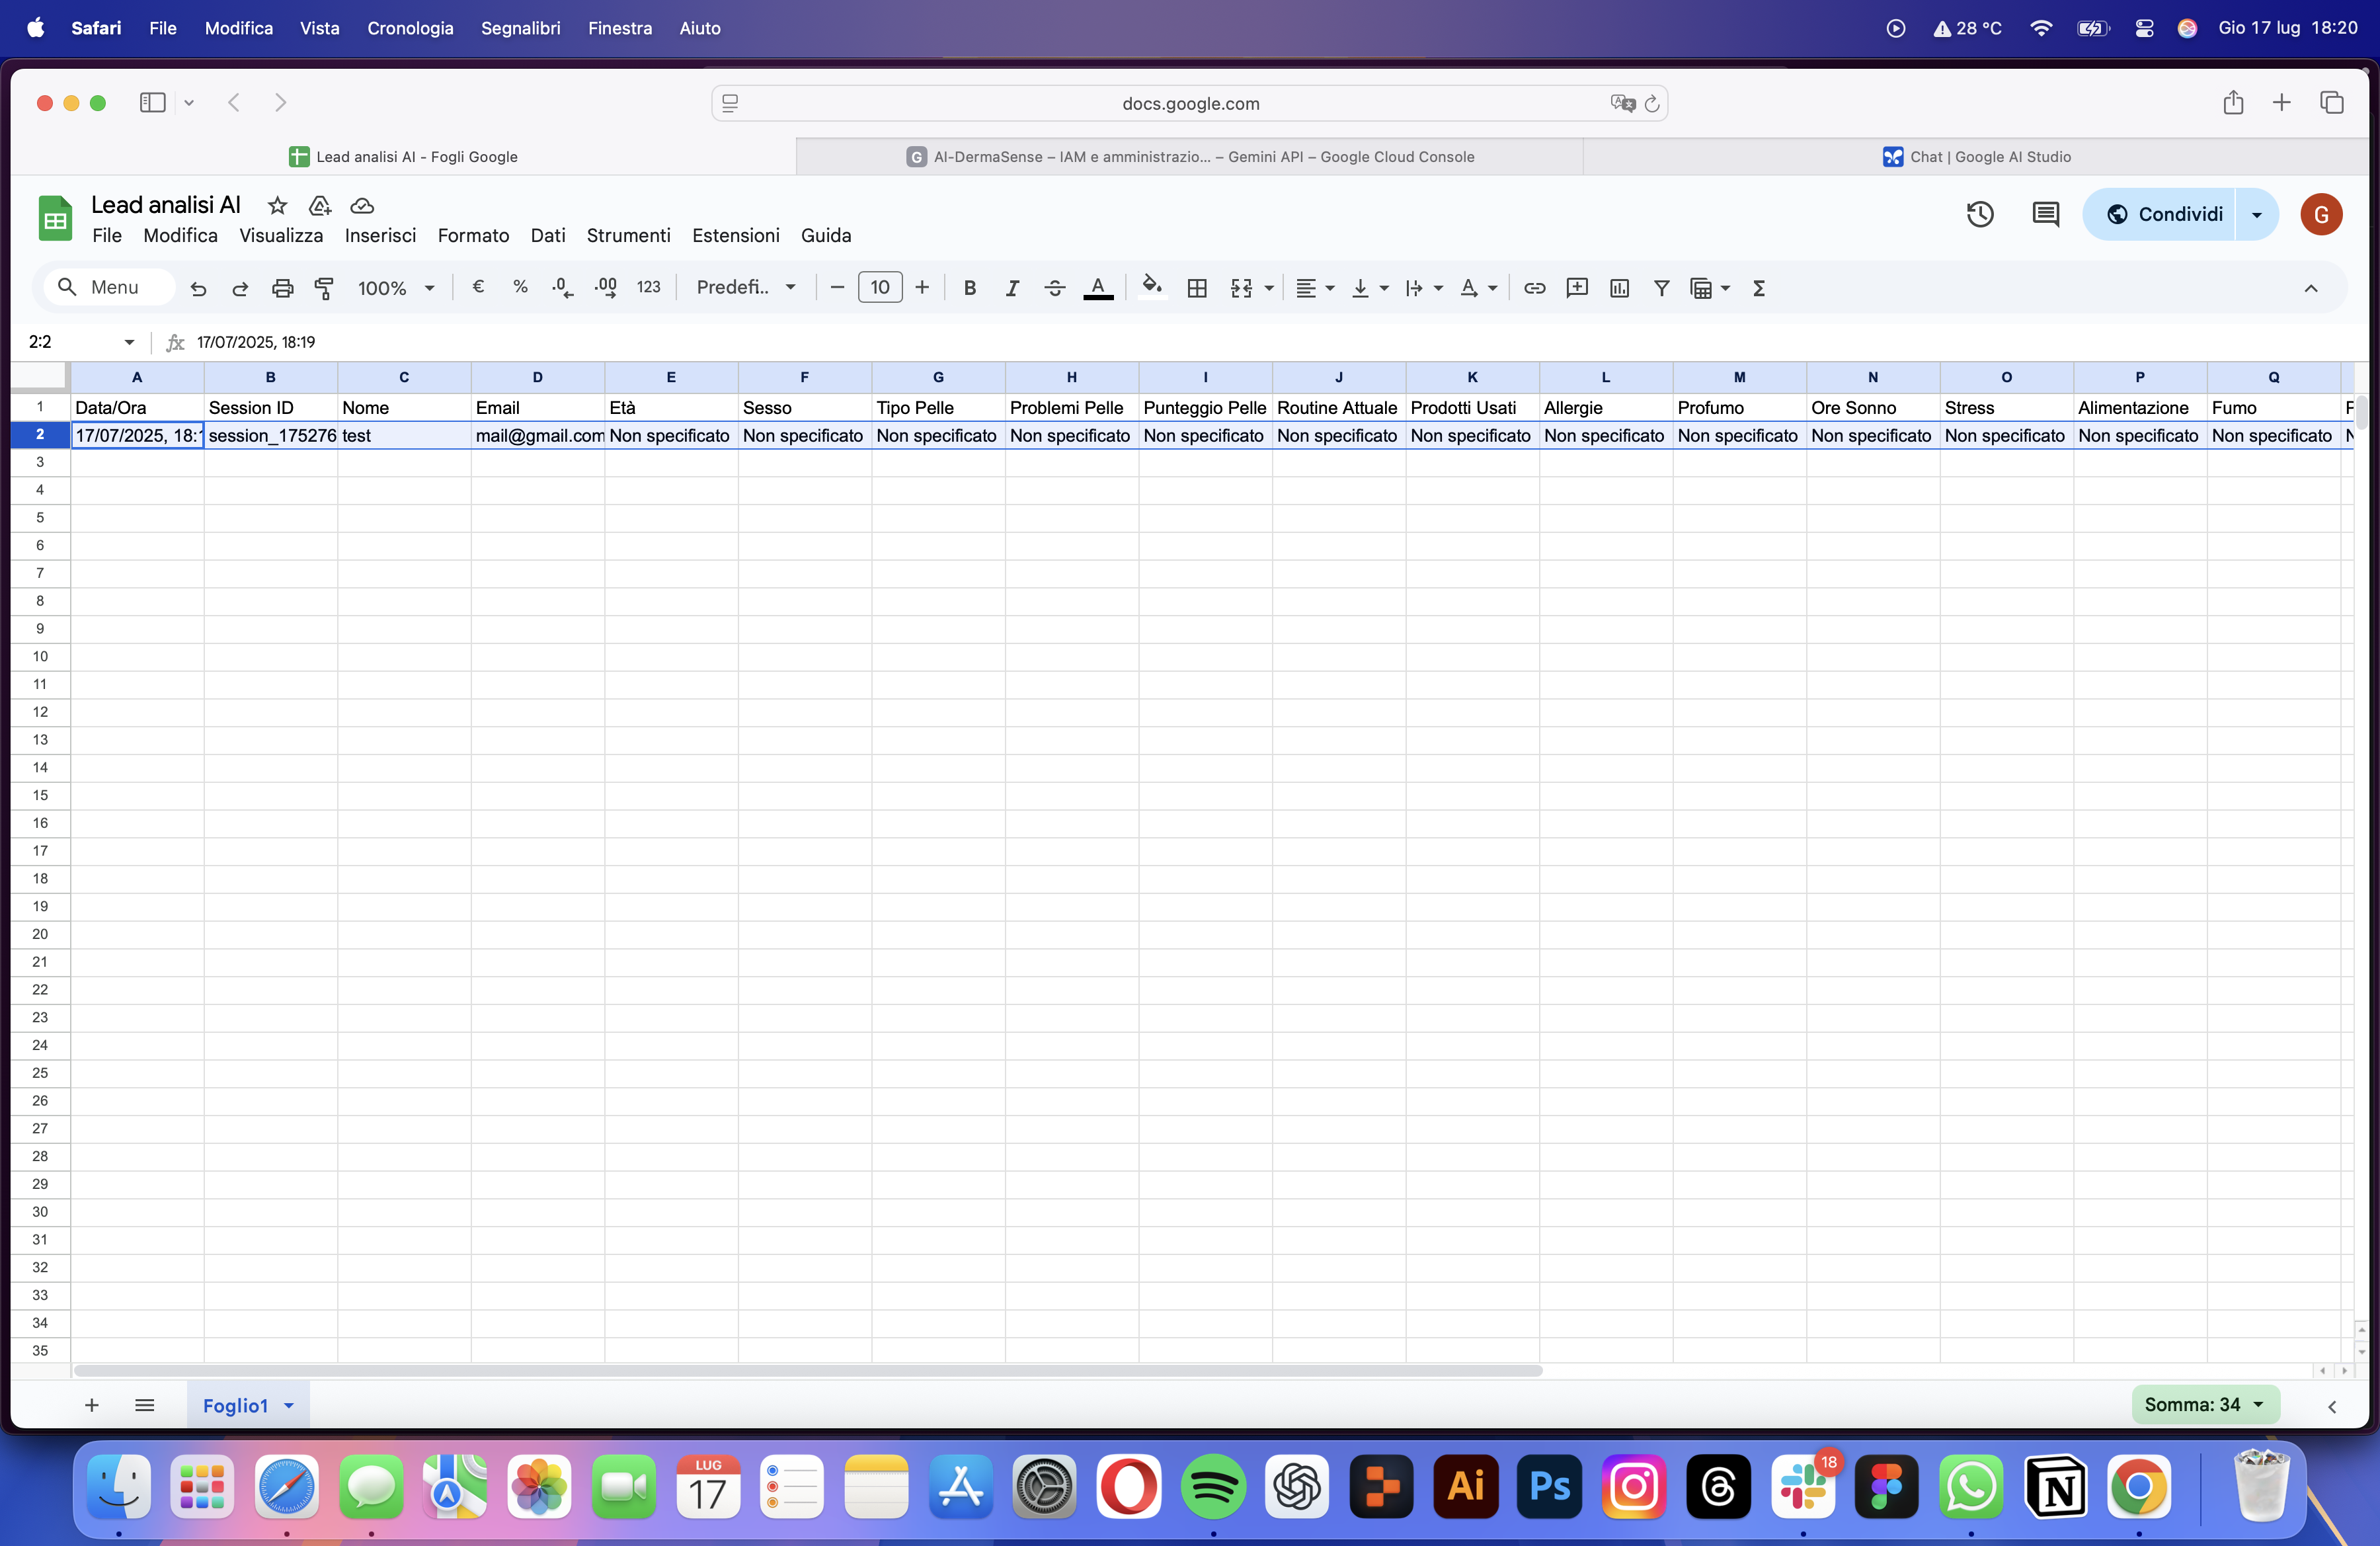 Safari File Modifica Vista Cronologia Segnalibri Finestra Aiuto 28 °C Gio 17 lug 18:20
docs.google.com
Lead analisi AI - Fogli Google
G AI-DermaSense – IAM e amministrazio... – Gemini API – Google Cloud Console
Chat | Google AI Studio
Lead analisi AI
File Modifica Visualizza Inserisci Formato Dati Strumenti Estensioni Guida
Condividi
G
Menu 100% € % .0 .00 123 Predefi... 10 B I A A Σ
2:2 fx 17/07/2025, 18:19
A B C D E F G H I J K L M N O P Q
1 Data/Ora Session ID Nome Email Età Sesso Tipo Pelle Problemi Pelle Punteggio Pelle Routine Attuale Prodotti Usati Allergie Profumo Ore Sonno Stress Alimentazione Fumo
2 17/07/2025, 18:1 session_175276 test mail@gmail.com Non specificato Non specificato Non specificato Non specificato Non specificato Non specificato Non specificato Non specificato Non specificato Non specificato Non specificato Non specificato Non specificato
3
4
5
6
7
8
9
10
11
12
13
14
15
16
17
18
19
20
21
22
23
24
25
26
27
28
29
30
31
32
33
34
35
Foglio1
Somma: 34
LUG
17
Ai
Ps
18
N